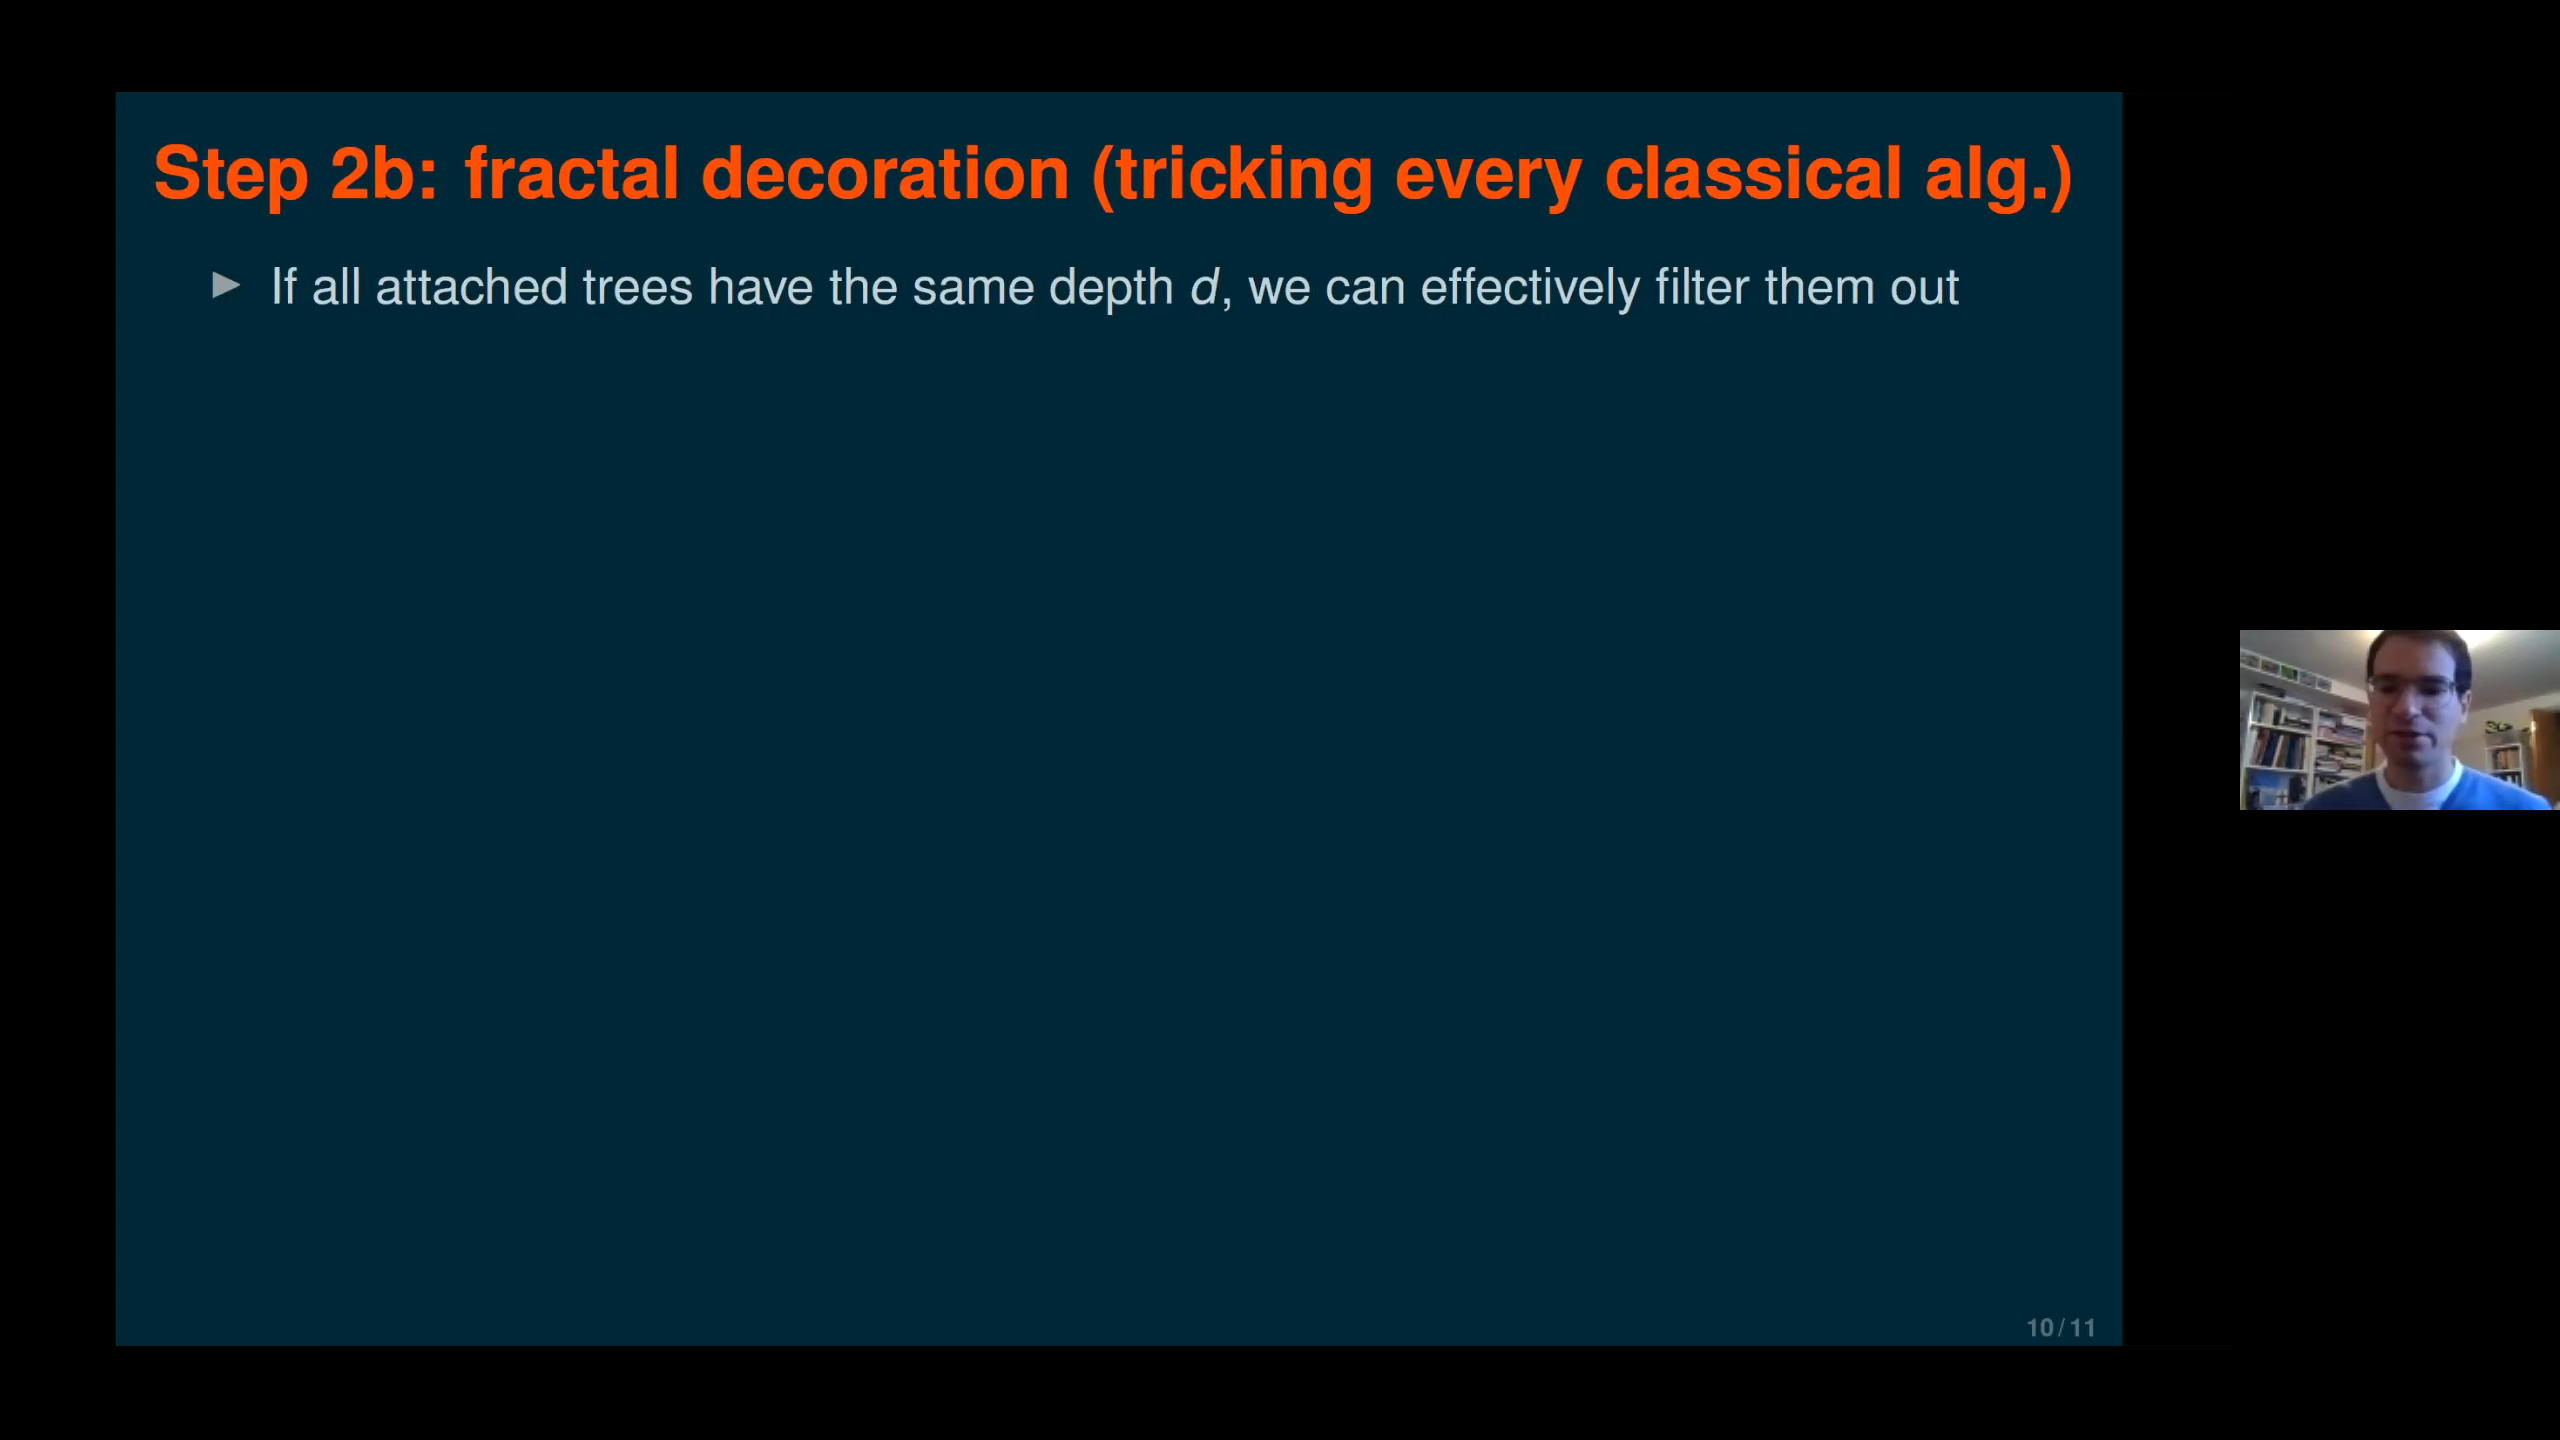 Step 2b: fractal decoration (tricking every classical alg.)
▶ If all attached trees have the same depth d, we can effectively filter them out
10 / 11